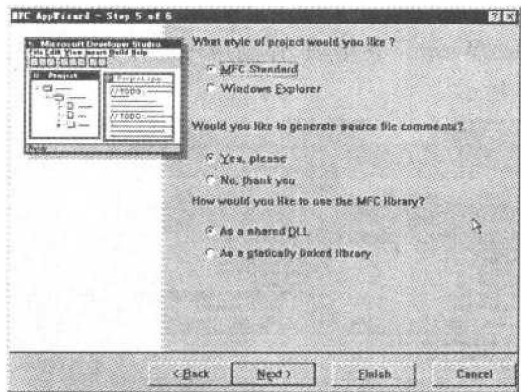 MFC AppWizard - Step 5 of 6
Microsoft Developer Studio
File Edit View Insert Build Help
Project
Project.cpp
//TODO:
//TODO:
What style of project would you like ?
MFC Standard
Windows Explorer
Would you like to generate source file comments?
Yes, please
No, thank you
How would you like to use the MFC library?
As a shared DLL
As a statically linked library
< Back
Next >
Finish
Cancel